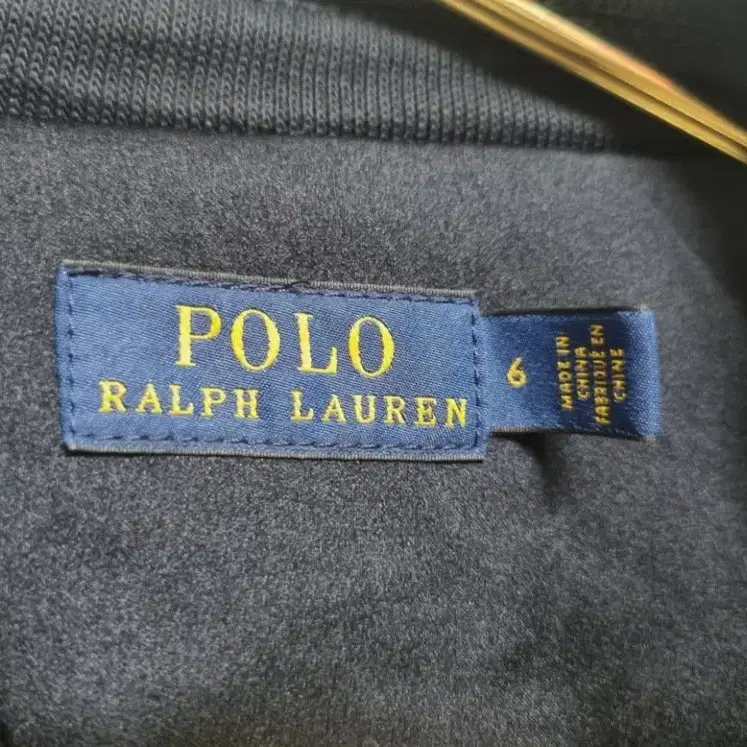 POLO
RALPH LAUREN
6
MADE IN
CHINA
FABRIQUÉ EN
CHINE